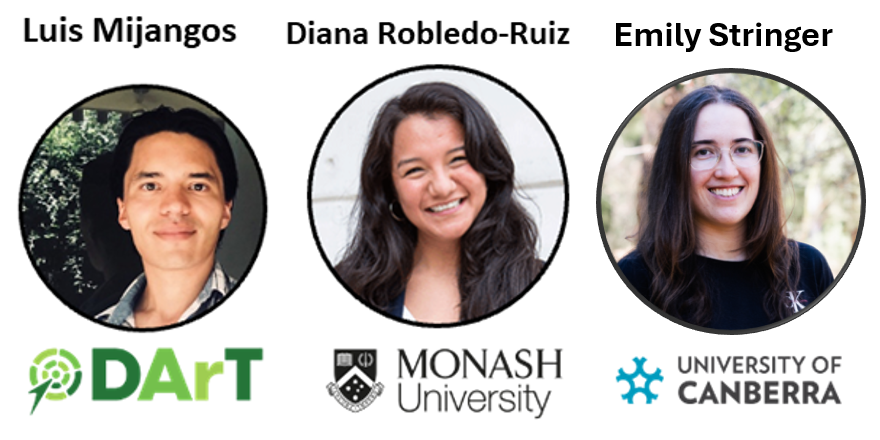 Luis Mijangos
Diana Robledo-Ruiz
Emily Stringer
DArT
MONASH
University
UNIVERSITY OF
CANBERRA